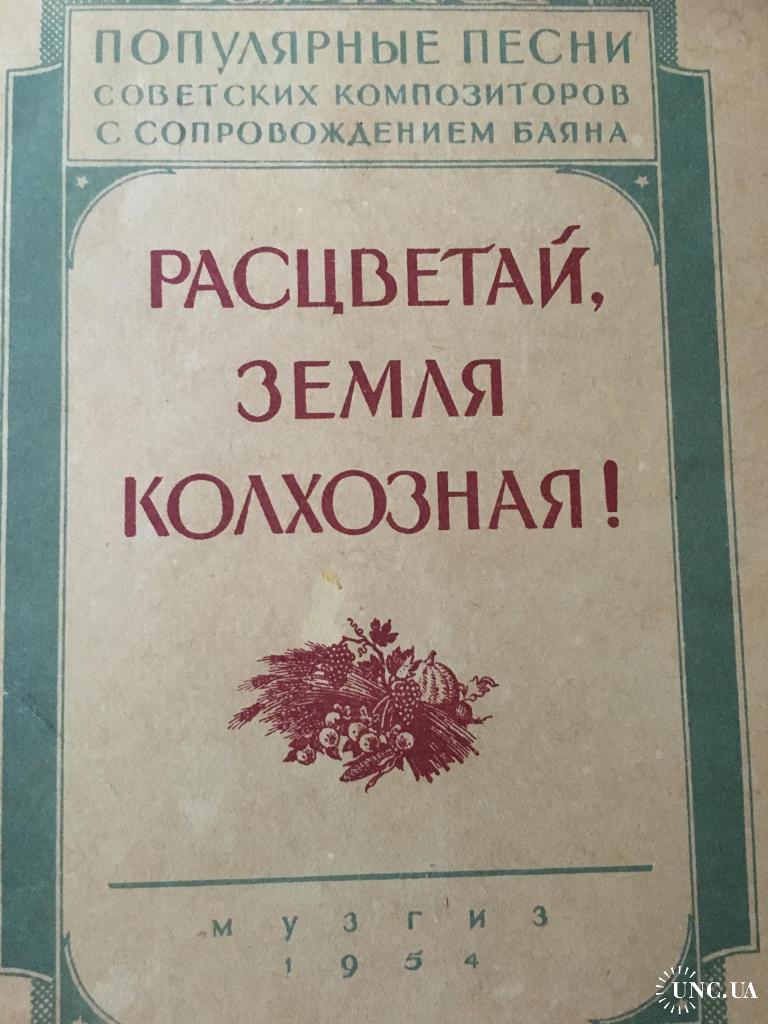 ПОПУЛЯРНЫЕ ПЕСНИ
СОВЕТСКИХ КОМПОЗИТОРОВ
С СОПРОВОЖДЕНИЕМ БАЯНА
РАСЦВЕТАЙ,
ЗЕМЛЯ
КОЛХОЗНАЯ!
МУЗГИЗ
1954
UNC.UA